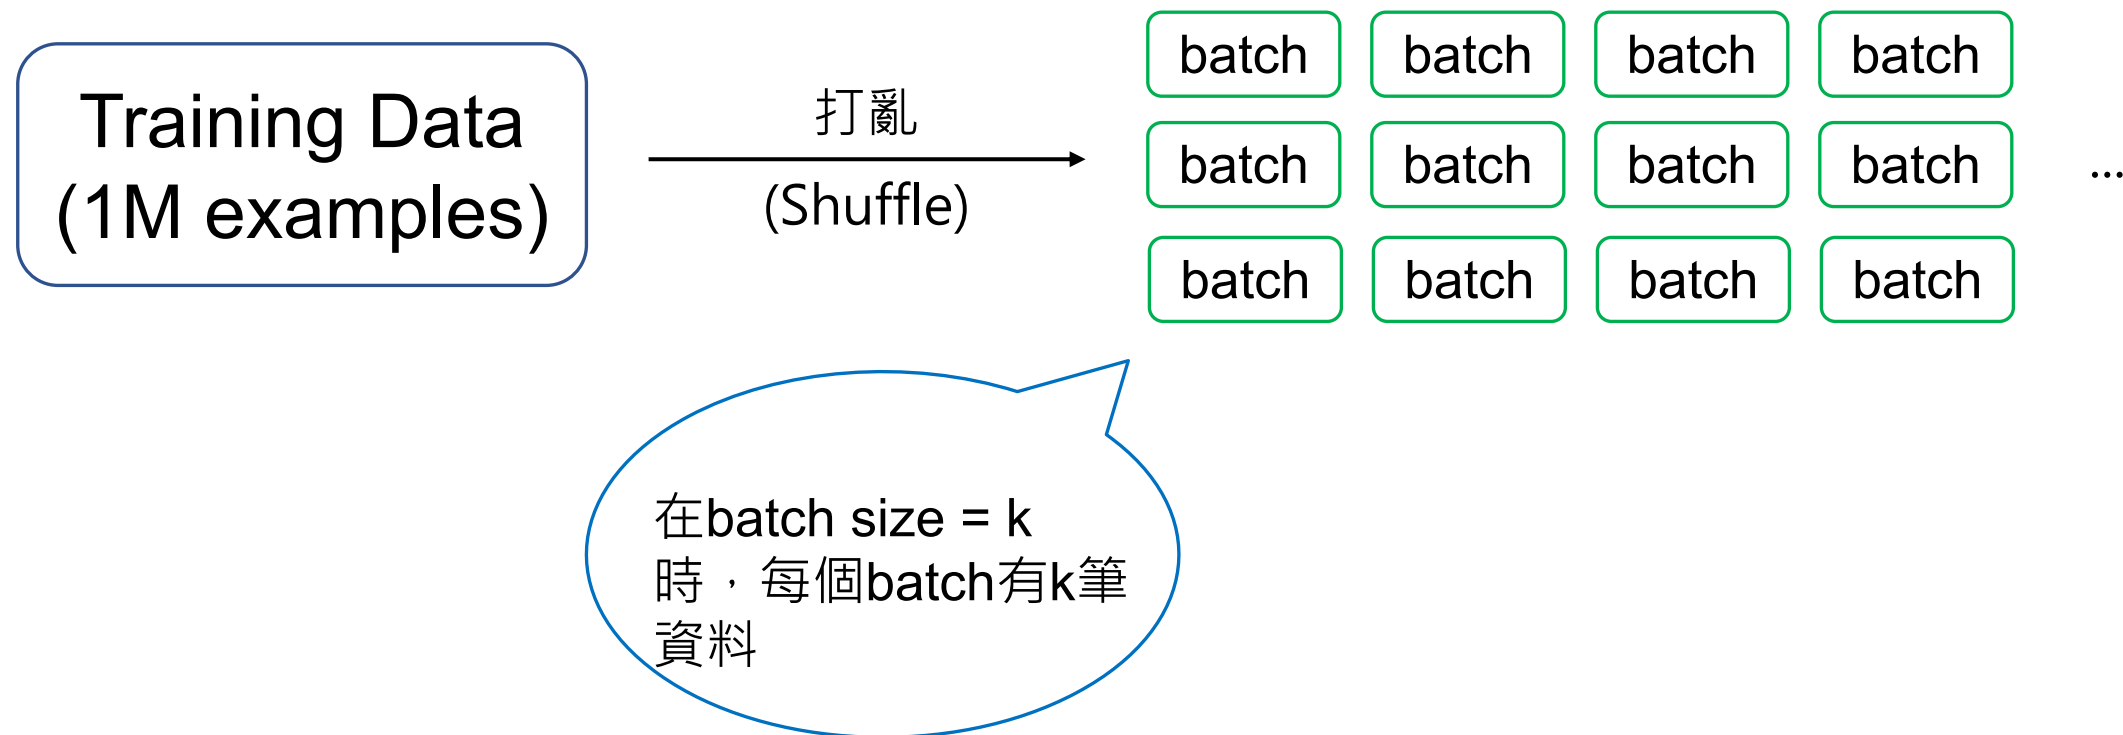 Training Data
(1M examples)
打亂
(Shuffle)
batch batch batch batch
batch batch batch batch ...
batch batch batch batch
在batch size = k
時，每個batch有k筆
資料